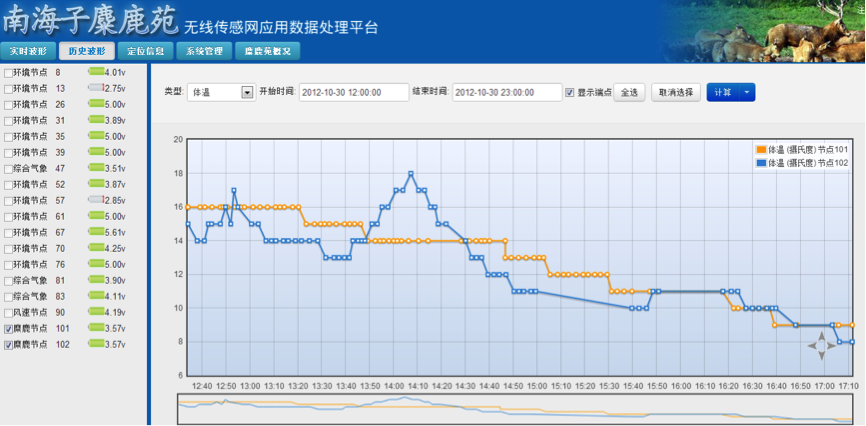 南海子麋鹿苑 无线传感网应用数据处理平台
实时波形 历史波形 定位信息 系统管理 麋鹿苑概况
环境节点 8 4.01v
环境节点 13 2.75v
环境节点 26 5.00v
环境节点 31 3.89v
环境节点 35 5.00v
环境节点 39 5.00v
综合气象 47 3.51v
环境节点 52 3.87v
环境节点 57 2.85v
环境节点 61 5.00v
环境节点 67 5.61v
环境节点 70 4.25v
环境节点 76 5.00v
综合气象 81 3.90v
综合气象 83 4.11v
风速节点 90 4.19v
麋鹿节点 101 3.57v
麋鹿节点 102 3.57v
类型: 体温 开始时间: 2012-10-30 12:00:00 结束时间: 2012-10-30 23:00:00 显示端点 全选 取消选择 计算
体温 (摄氏度) 节点101
体温 (摄氏度) 节点102
20
18
16
14
12
10
8
6
12:40 12:50 13:00 13:10 13:20 13:30 13:40 13:50 14:00 14:10 14:20 14:30 14:40 14:50 15:00 15:10 15:20 15:30 15:40 15:50 16:00 16:10 16:20 16:30 16:40 16:50 17:00 17:10